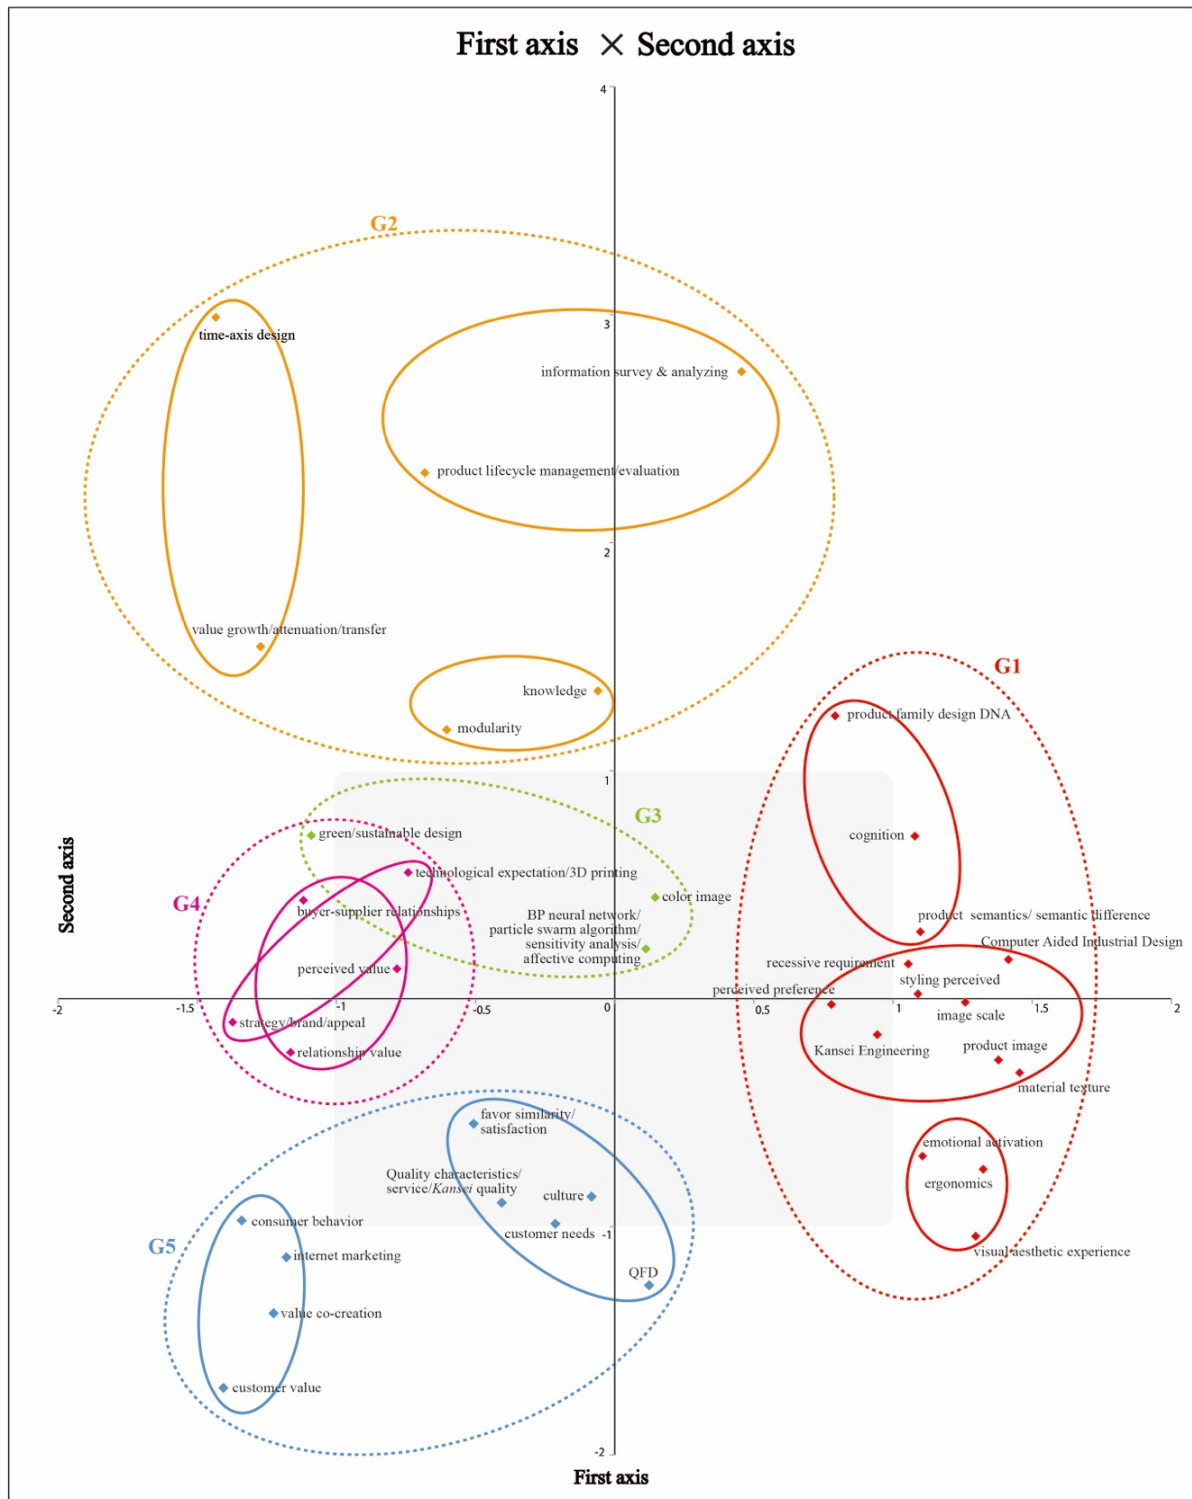 First axis × Second axis
4
G2
3
time-axis design
information survey & analyzing
product lifecycle management/evaluation
2
value growth/attenuation/transfer
G1
knowledge
product family design DNA
modularity
1
G3
green/sustainable design
cognition
technological expectation/3D printing
color image
G4
buyer-supplier relationships
BP neural network/
particle swarm algorithm/
sensitivity analysis/
affective computing
product semantics/ semantic difference
Computer Aided Industrial Design
recessive requirement
perceived value
styling perceived
perceived preference
-2
-1.5
-1
-0.5
0
0.5
1
1.5
2
image scale
strategy/brand/appeal
Kansei Engineering
product image
relationship value
material texture
favor similarity/
satisfaction
emotional activation
Quality characteristics/
service/Kansei quality
culture
ergonomics
consumer behavior
customer needs
-1
G5
internet marketing
visual aesthetic experience
QFD
value co-creation
customer value
-2
First axis
Second axis